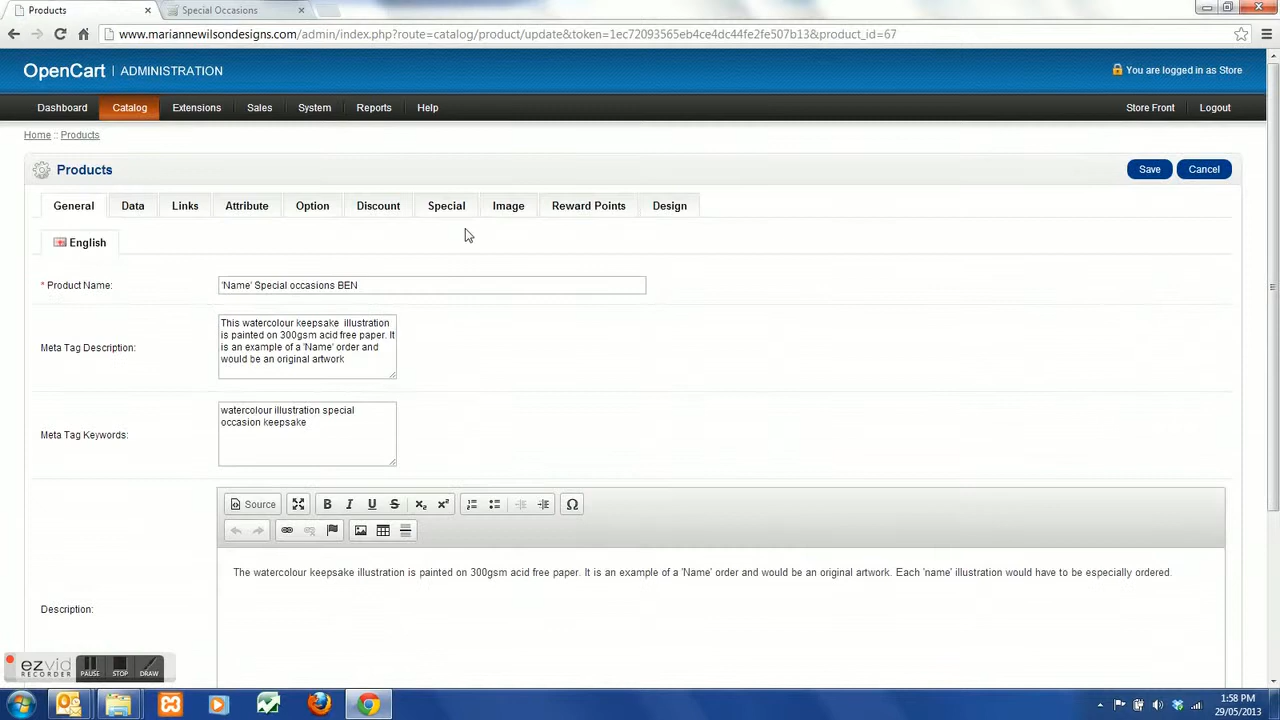 Products
Special Occasions
www.mariannewilsondesigns.com/admin/index.php?route=catalog/product/update&token=1ec72093565eb4ce4dc44fe2fe507b13&product_id=67
OpenCart | ADMINISTRATION
You are logged in as Store
Dashboard Catalog Extensions Sales System Reports Help
Store Front Logout
Home :: Products
Products
Save Cancel
General Data Links Attribute Option Discount Special Image Reward Points Design
English
* Product Name:
'Name' Special occasions BEN
Meta Tag Description:
This watercolour keepsake illustration
is painted on 300gsm acid free paper. It
is an example of a 'Name' order and
would be an original artwork
Meta Tag Keywords:
watercolour illustration special
occasion keepsake
Source
Description:
The watercolour keepsake illustration is painted on 300gsm acid free paper. It is an example of a 'Name' order and would be an original artwork. Each 'name' illustration would have to be especially ordered.
ezvid
RECORDER
PAUSE STOP DRAW
1:58 PM
29/05/2013